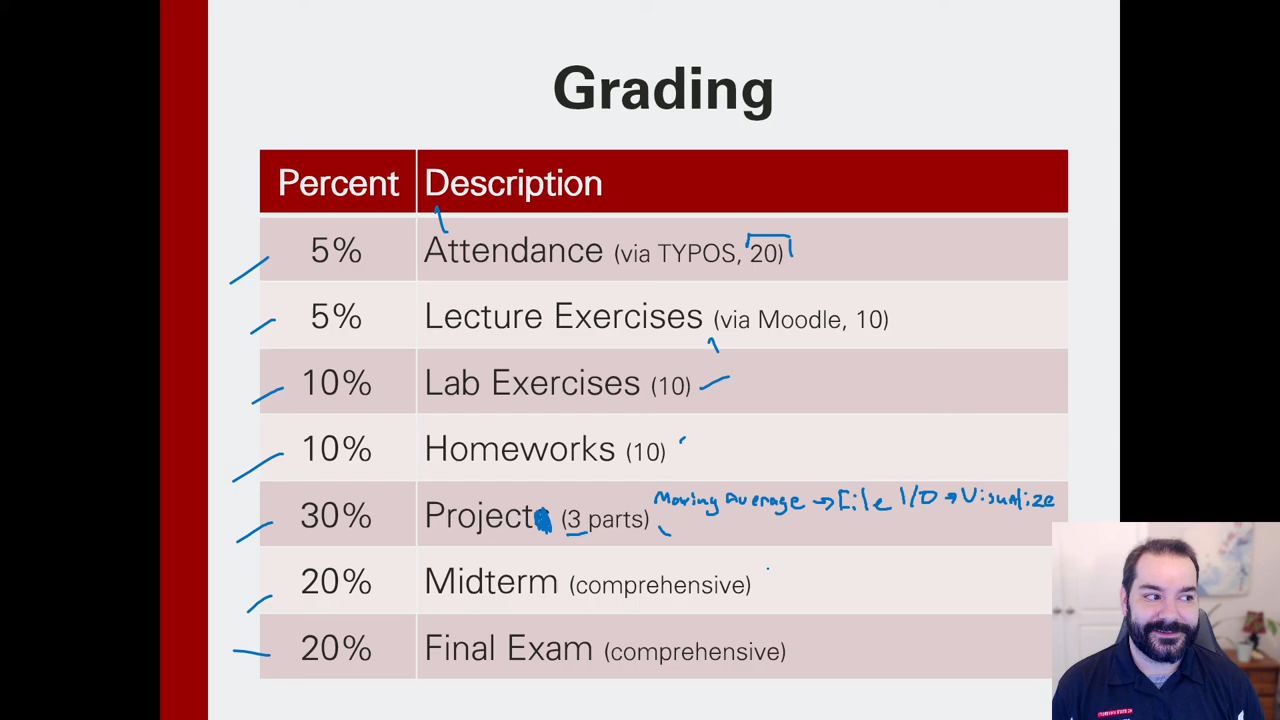 Grading
Percent Description
5% Attendance (via TYPOS, 20)
5% Lecture Exercises (via Moodle, 10)
10% Lab Exercises (10)
10% Homeworks (10)
Moving Average → File I/O → Visualize
30% Project (3 parts)
20% Midterm (comprehensive)
20% Final Exam (comprehensive)